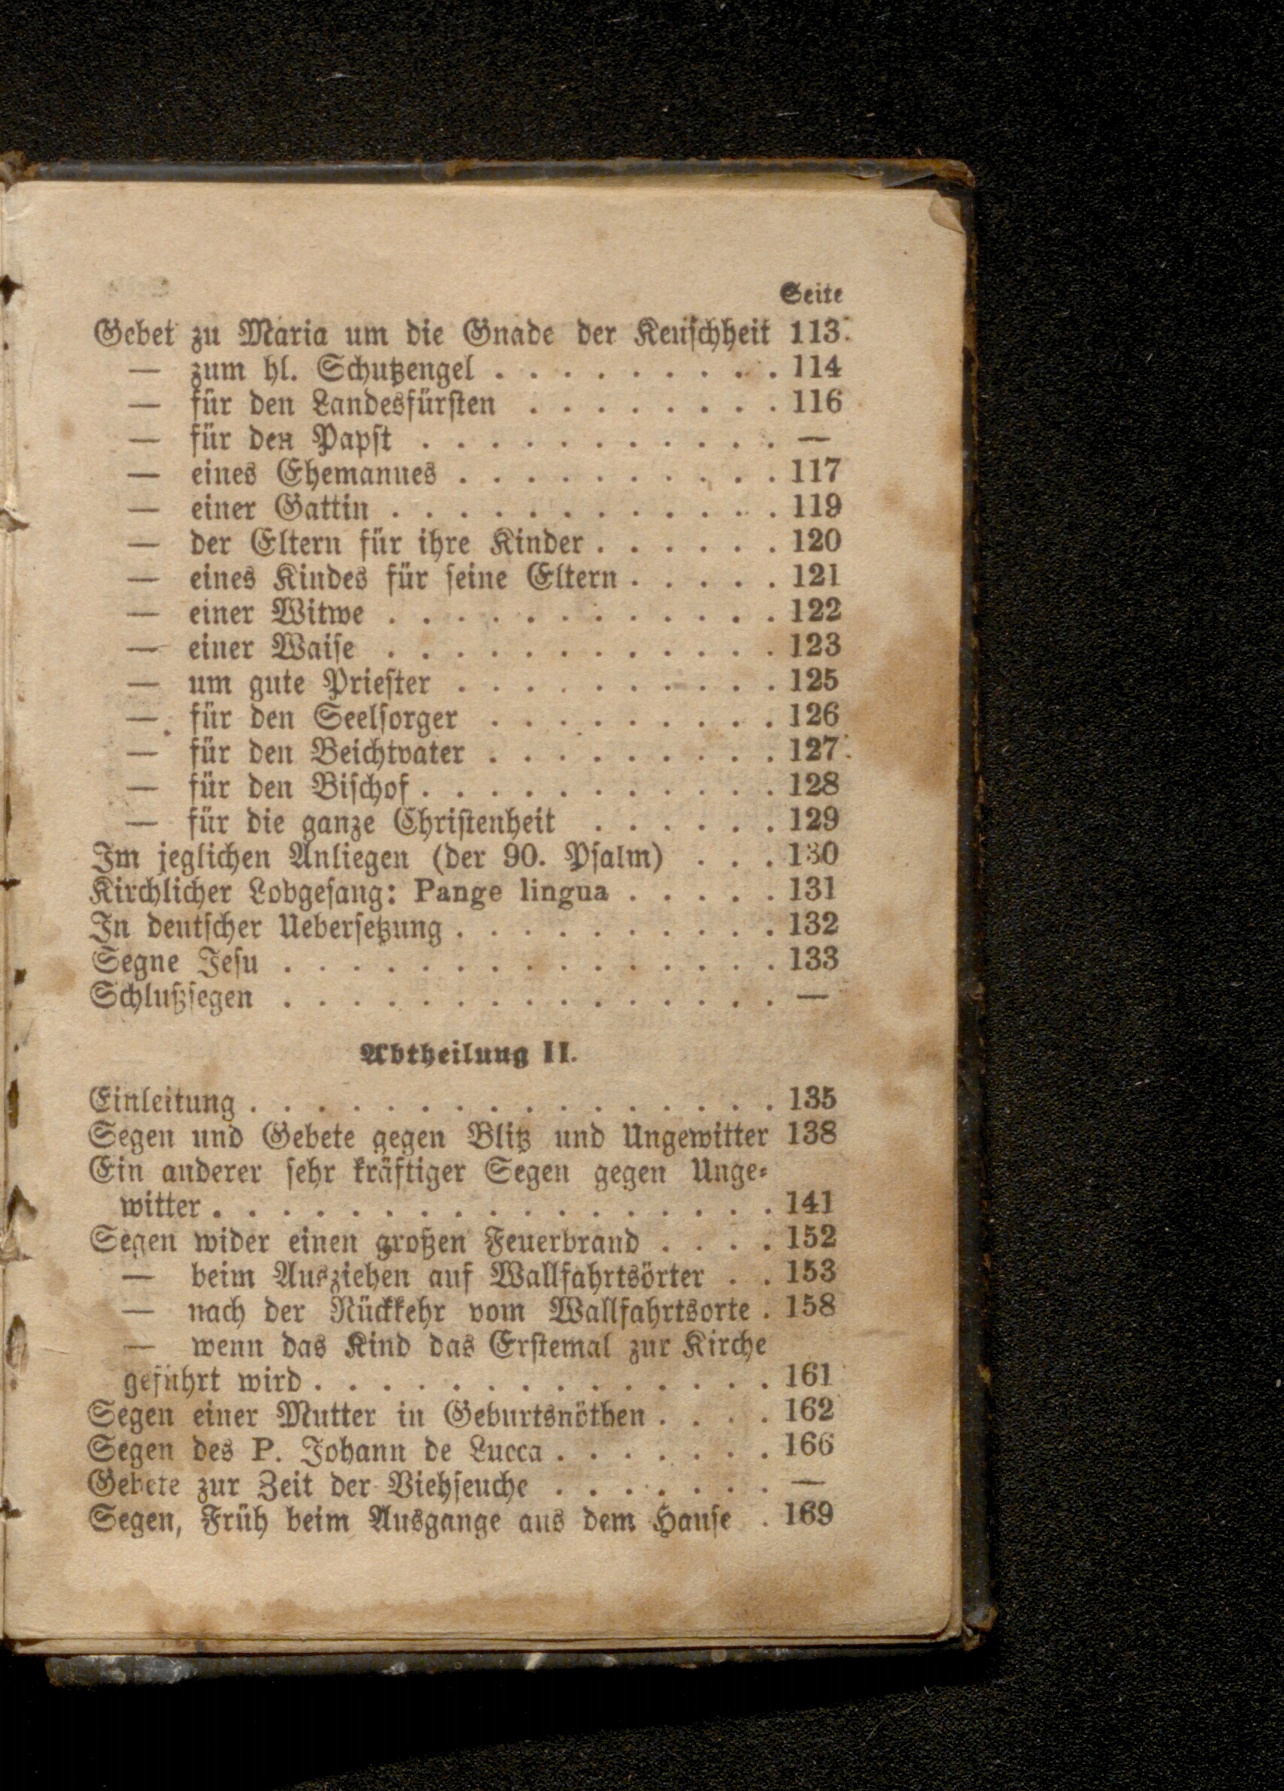 Seite
Gebet zu Maria um die Gnade der Keuschheit 113
— zum hl. Schutzengel . . . . . . . . . 114
— für den Landesfürsten . . . . . . . . 116
— für den Papst . . . . . . . . . . . —
— eines Ehemannes . . . . . . . . . . 117
— einer Gattin . . . . . . . . . . . . 119
— der Eltern für ihre Kinder . . . . . . 120
— eines Kindes für seine Eltern . . . . . 121
— einer Witwe . . . . . . . . . . . . 122
— einer Waise . . . . . . . . . . . . 123
— um gute Priester . . . . . . . . . . 125
— für den Seelsorger . . . . . . . . . 126
— für den Beichtvater . . . . . . . . . 127
— für den Bischof . . . . . . . . . . . 128
— für die ganze Christenheit . . . . . . 129
Im jeglichen Anliegen (der 90. Psalm) . . . 130
Kirchlicher Lobgesang: Pange lingua . . . . . 131
In deutscher Uebersetzung . . . . . . . . . . 132
Segne Jesu . . . . . . . . . . . . . . . 133
Schlußsegen . . . . . . . . . . . . . . . —
Abtheilung II.
Einleitung . . . . . . . . . . . . . . . . 135
Segen und Gebete gegen Blitz und Ungewitter 138
Ein anderer sehr kräftiger Segen gegen Unge-
witter . . . . . . . . . . . . . . . . . 141
Segen wider einen großen Feuerbrand . . . . 152
— beim Ausziehen auf Wallfahrtsörter . . 153
— nach der Rückkehr vom Wallfahrtsorte . 158
— wenn das Kind das Erstemal zur Kirche
geführt wird . . . . . . . . . . . . . . 161
Segen einer Mutter in Geburtsnöthen . . . . 162
Segen des P. Johann de Lucca . . . . . . . 166
Gebete zur Zeit der Viehseuche . . . . . . . —
Segen, Früh beim Ausgange aus dem Hause . 169